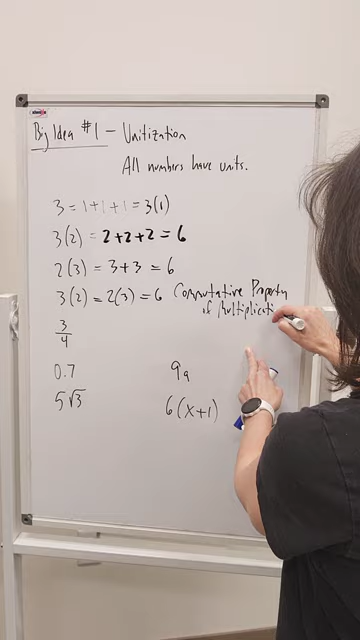 Big Idea #1 - Unitization
All numbers have units.
3 = 1+1+1 = 3(1)
3(2) = 2+2+2 = 6
2(3) = 3+3 = 6
3(2) = 2(3) = 6 Commutative Property
of Multiplicati
3/4
0.7 9a
5√3 6(x+1)